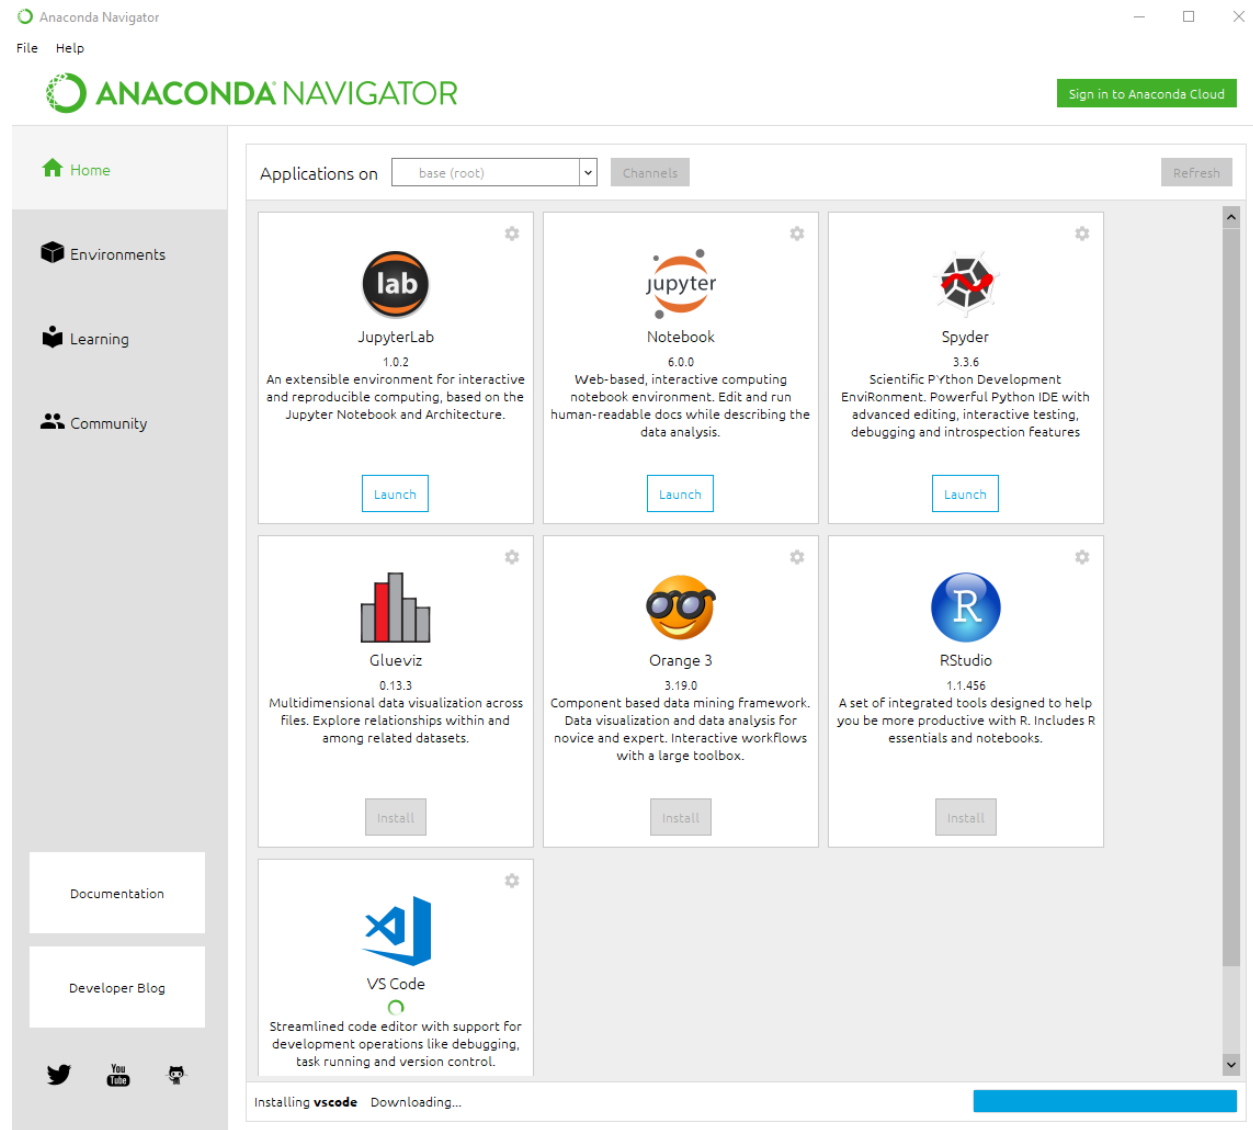 Anaconda Navigator
File Help
ANACONDA NAVIGATOR
Sign in to Anaconda Cloud
Home
Environments
Learning
Community
Documentation
Developer Blog
You
Tube
Applications on base (root) Channels Refresh
lab
JupyterLab
1.0.2
An extensible environment for interactive
and reproducible computing, based on the
Jupyter Notebook and Architecture.
Launch
jupyter
Notebook
6.0.0
Web-based, interactive computing
notebook environment. Edit and run
human-readable docs while describing the
data analysis.
Launch
Spyder
3.3.6
Scientific PYthon Development
EnviRonment. Powerful Python IDE with
advanced editing, interactive testing,
debugging and introspection features
Launch
Glueviz
0.13.3
Multidimensional data visualization across
files. Explore relationships within and
among related datasets.
Install
Orange 3
3.19.0
Component based data mining framework.
Data visualization and data analysis for
novice and expert. Interactive workflows
with a large toolbox.
Install
R
RStudio
1.1.456
A set of integrated tools designed to help
you be more productive with R. Includes R
essentials and notebooks.
Install
VS Code
Streamlined code editor with support for
development operations like debugging,
task running and version control.
Installing vscode Downloading...